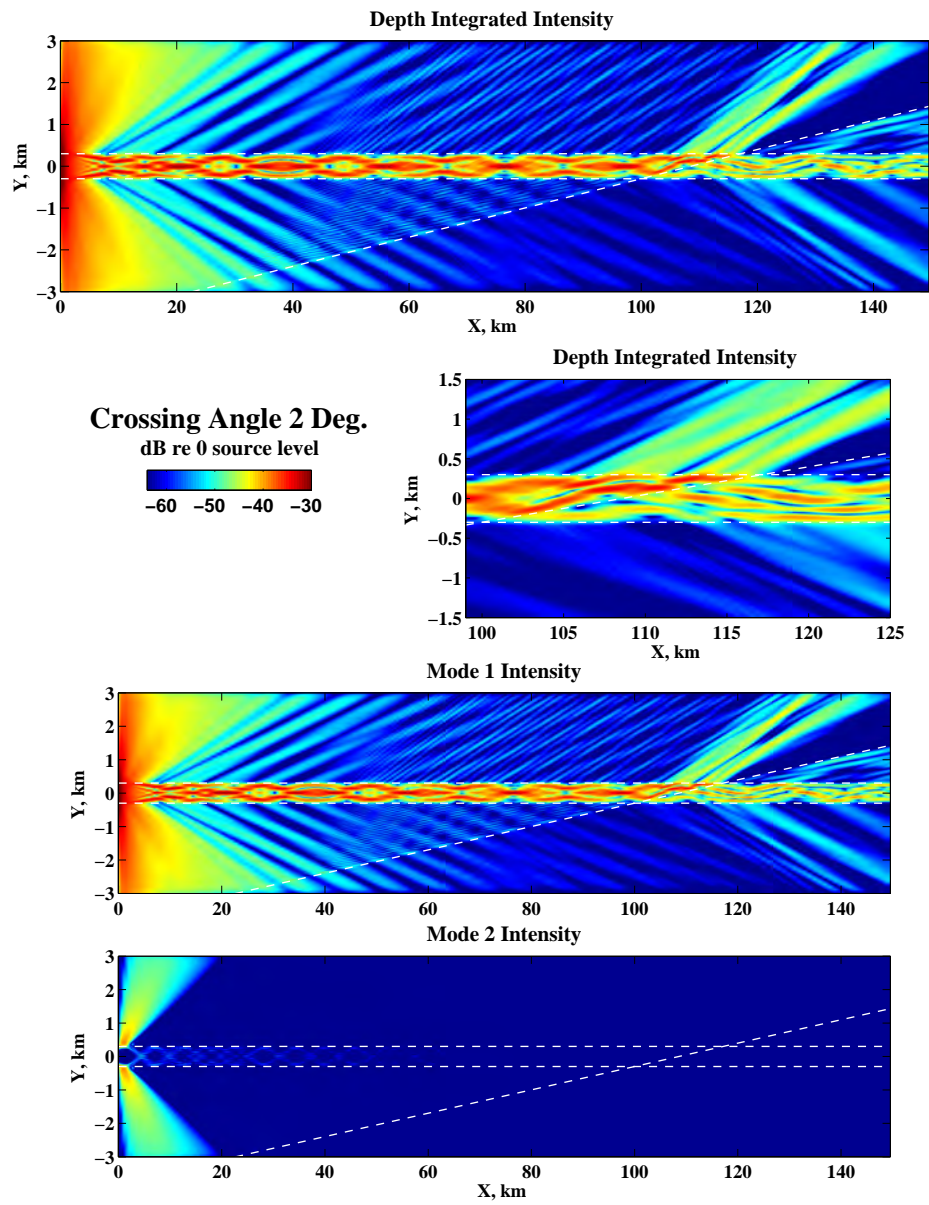 Depth Integrated Intensity
3
2
1
0
−1
−2
−3
Y, km
0 20 40 60 80 100 120 140
X, km
Depth Integrated Intensity
Crossing Angle 2 Deg.
dB re 0 source level
−60 −50 −40 −30
1.5
1
0.5
0
−0.5
−1
−1.5
Y, km
100 105 110 115 120 125
X, km
Mode 1 Intensity
3
2
1
0
−1
−2
−3
Y, km
0 20 40 60 80 100 120 140
Mode 2 Intensity
3
2
1
0
−1
−2
−3
Y, km
0 20 40 60 80 100 120 140
X, km